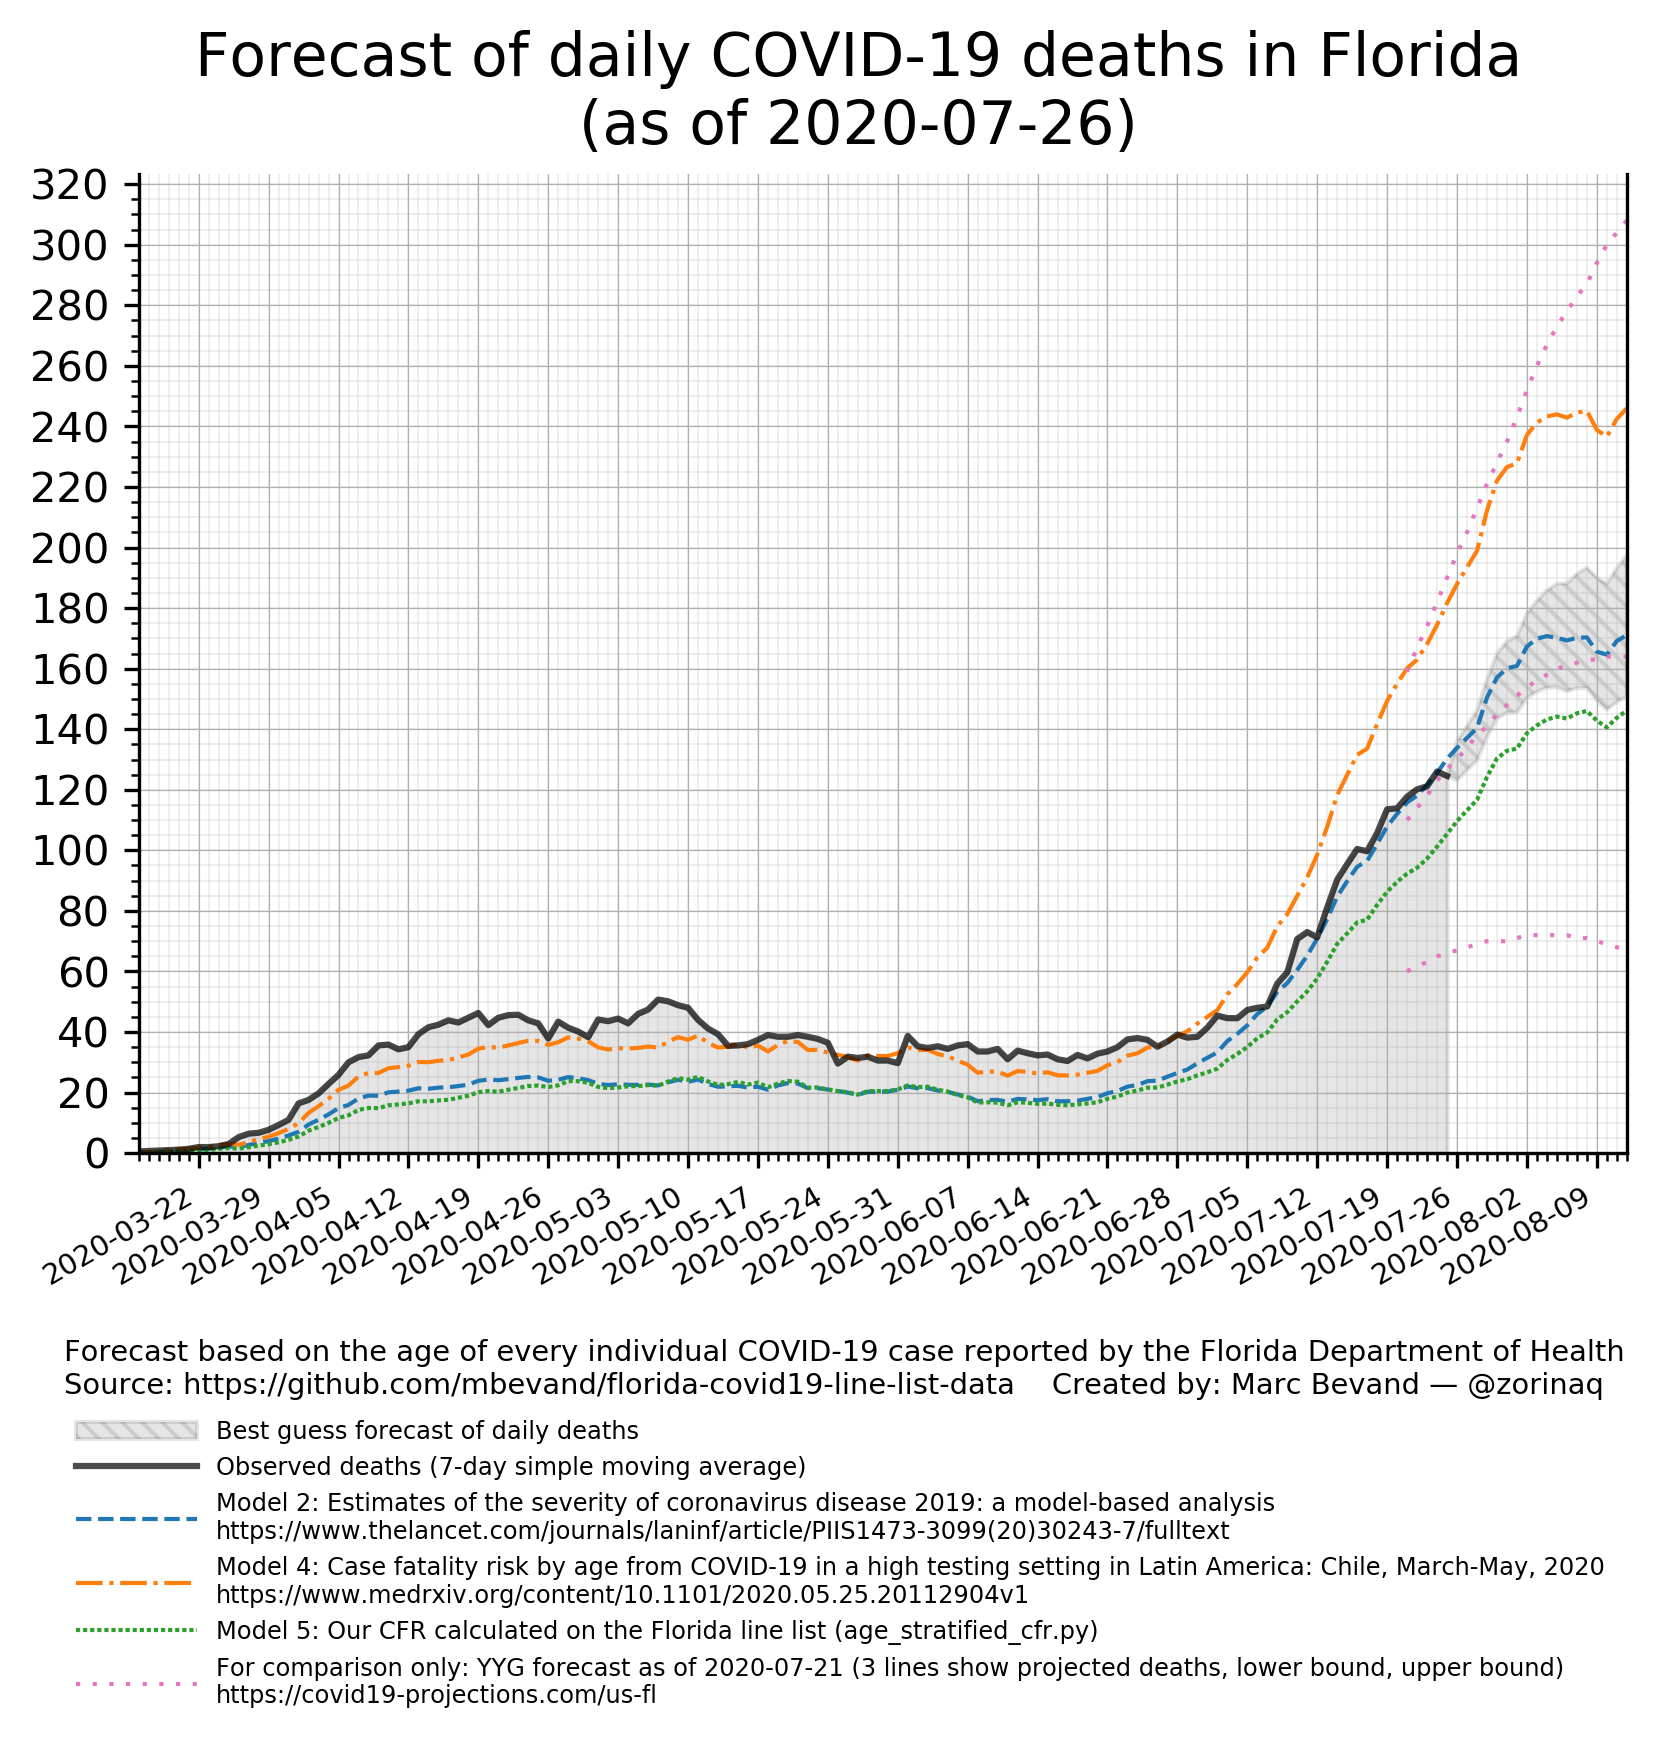 Forecast of daily COVID-19 deaths in Florida
(as of 2020-07-26)
320
300
280
260
240
220
200
180
160
140
120
100
80
60
40
20
0
2020-03-22
2020-03-29
2020-04-05
2020-04-12
2020-04-19
2020-04-26
2020-05-03
2020-05-10
2020-05-17
2020-05-24
2020-05-31
2020-06-07
2020-06-14
2020-06-21
2020-06-28
2020-07-05
2020-07-12
2020-07-19
2020-07-26
2020-08-02
2020-08-09
Forecast based on the age of every individual COVID-19 case reported by the Florida Department of Health
Source: https://github.com/mbevand/florida-covid19-line-list-data Created by: Marc Bevand — @zorinaq
Best guess forecast of daily deaths
Observed deaths (7-day simple moving average)
Model 2: Estimates of the severity of coronavirus disease 2019: a model-based analysis
https://www.thelancet.com/journals/laninf/article/PIIS1473-3099(20)30243-7/fulltext
Model 4: Case fatality risk by age from COVID-19 in a high testing setting in Latin America: Chile, March-May, 2020
https://www.medrxiv.org/content/10.1101/2020.05.25.20112904v1
Model 5: Our CFR calculated on the Florida line list (age_stratified_cfr.py)
For comparison only: YYG forecast as of 2020-07-21 (3 lines show projected deaths, lower bound, upper bound)
https://covid19-projections.com/us-fl